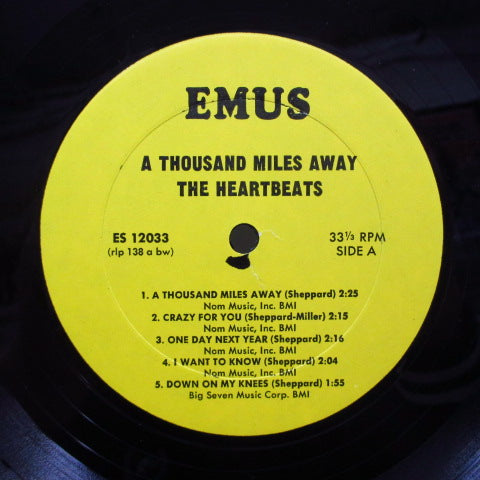 EMUS
A THOUSAND MILES AWAY
THE HEARTBEATS
ES 12033
(rlp 138 a bw)
33⅓ RPM
SIDE A
1. A THOUSAND MILES AWAY (Sheppard) 2:25
Nom Music, Inc. BMI
2. CRAZY FOR YOU (Sheppard-Miller) 2:15
Nom Music, Inc. BMI
3. ONE DAY NEXT YEAR (Sheppard) 2:16
Nom Music, Inc. BMI
4. I WANT TO KNOW (Sheppard) 2:04
Nom Music, Inc. BMI
5. DOWN ON MY KNEES (Sheppard) 1:55
Big Seven Music Corp. BMI